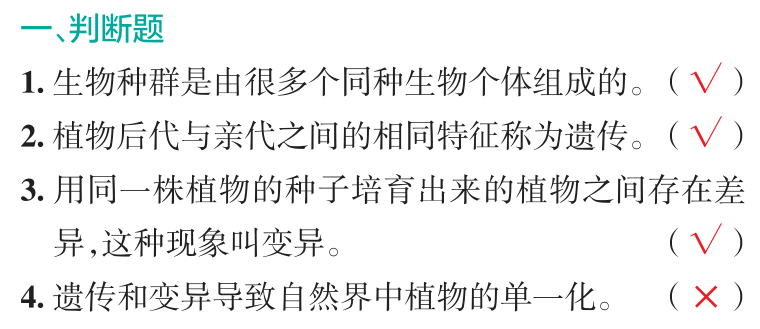 一、判断题
1. 生物种群是由很多个同种生物个体组成的。（√）
2. 植物后代与亲代之间的相同特征称为遗传。（√）
3. 用同一株植物的种子培育出来的植物之间存在差
异,这种现象叫变异。（√）
4. 遗传和变异导致自然界中植物的单一化。（×）